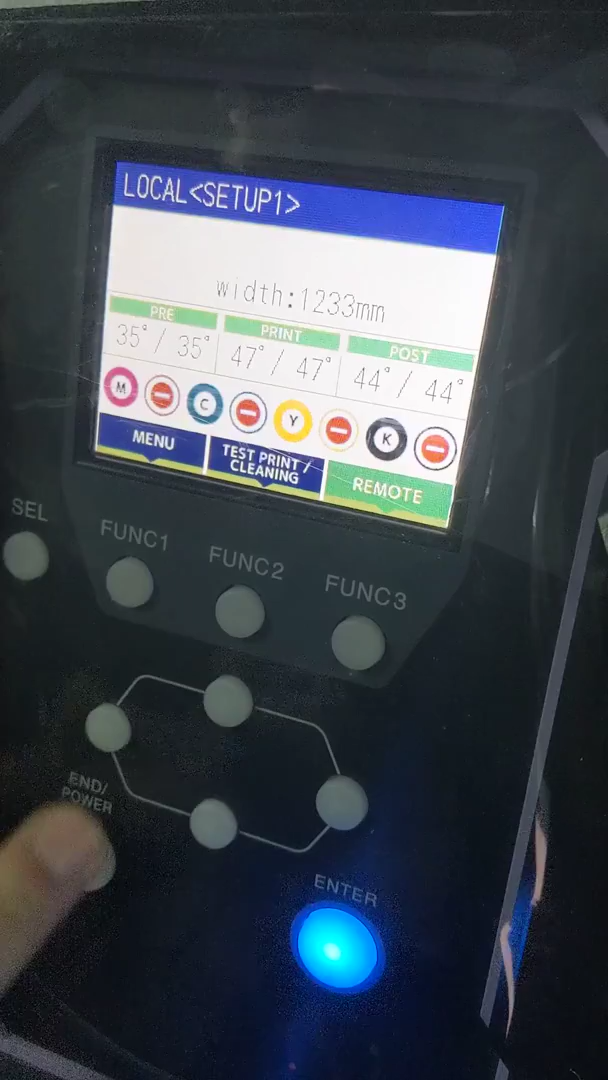 LOCAL<SETUP1>
width:1233mm
PRE PRINT POST
35°/ 35° 47°/ 47° 44°/ 44°
M C Y K
MENU TEST PRINT/ CLEANING REMOTE
SEL FUNC1 FUNC2 FUNC3
END/
POWER
ENTER